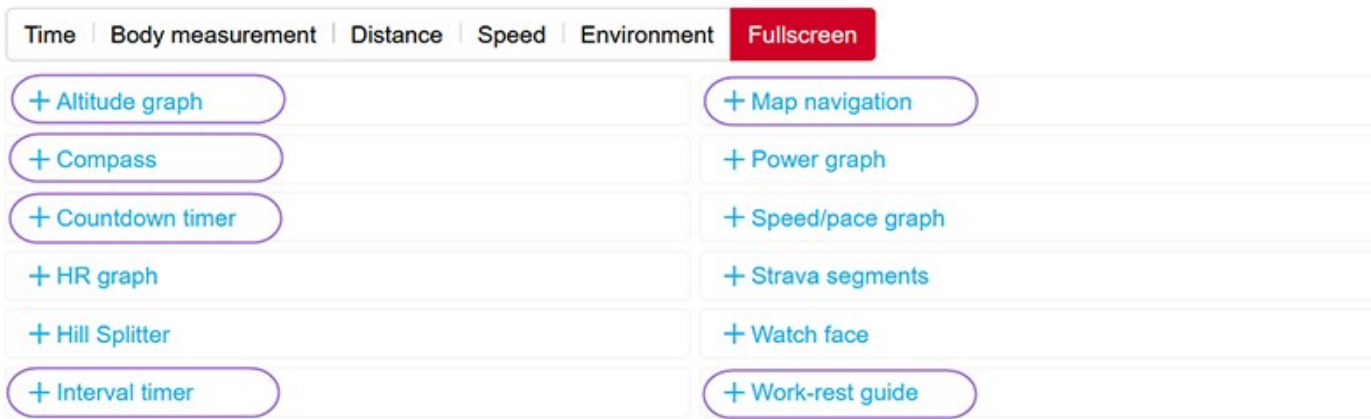 Time Body measurement Distance Speed Environment Fullscreen
+ Altitude graph
+ Map navigation
+ Compass
+ Power graph
+ Countdown timer
+ Speed/pace graph
+ HR graph
+ Strava segments
+ Hill Splitter
+ Watch face
+ Interval timer
+ Work-rest guide